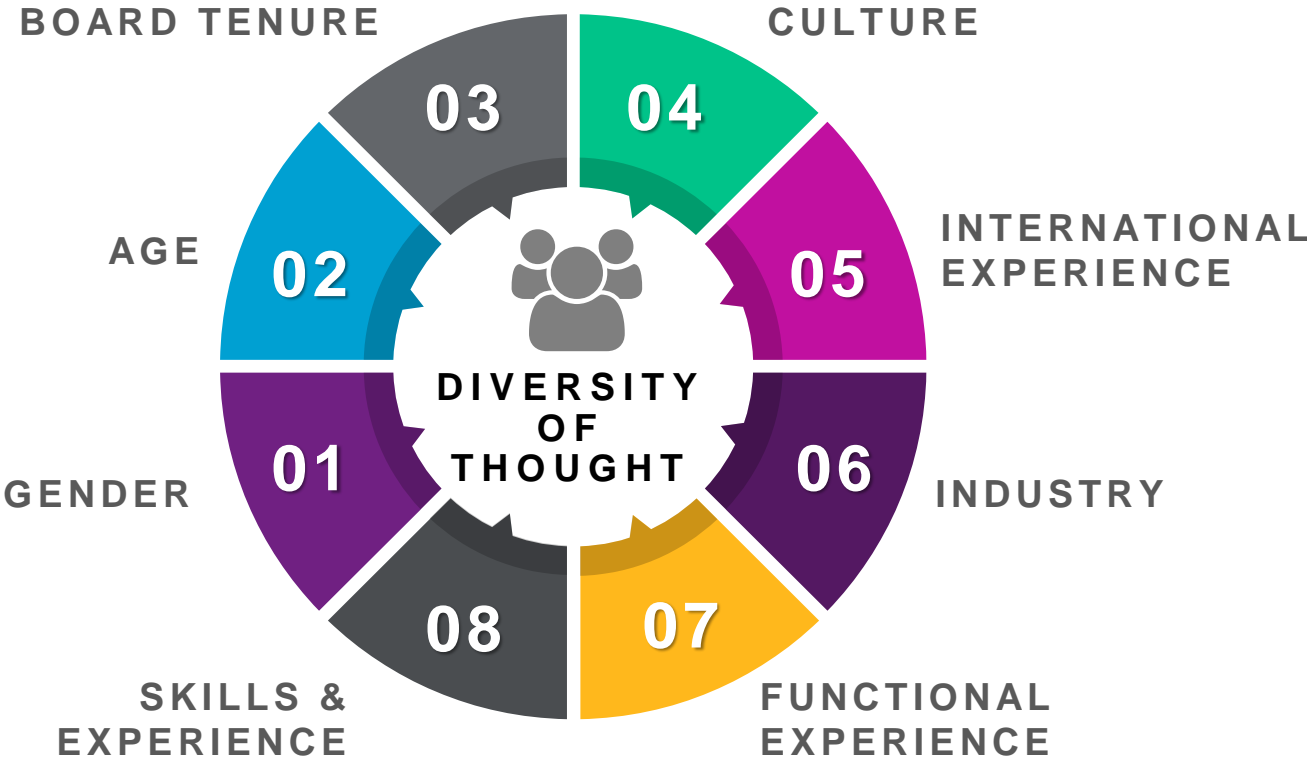 BOARD TENURE
CULTURE
03
04
AGE
02
05
INTERNATIONAL
EXPERIENCE
DIVERSITY
OF
THOUGHT
GENDER
01
06
INDUSTRY
08
07
SKILLS &
EXPERIENCE
FUNCTIONAL
EXPERIENCE